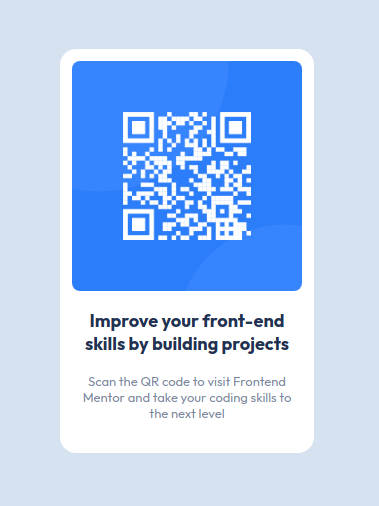 Improve your front-end
skills by building projects
Scan the QR code to visit Frontend
Mentor and take your coding skills to
the next level